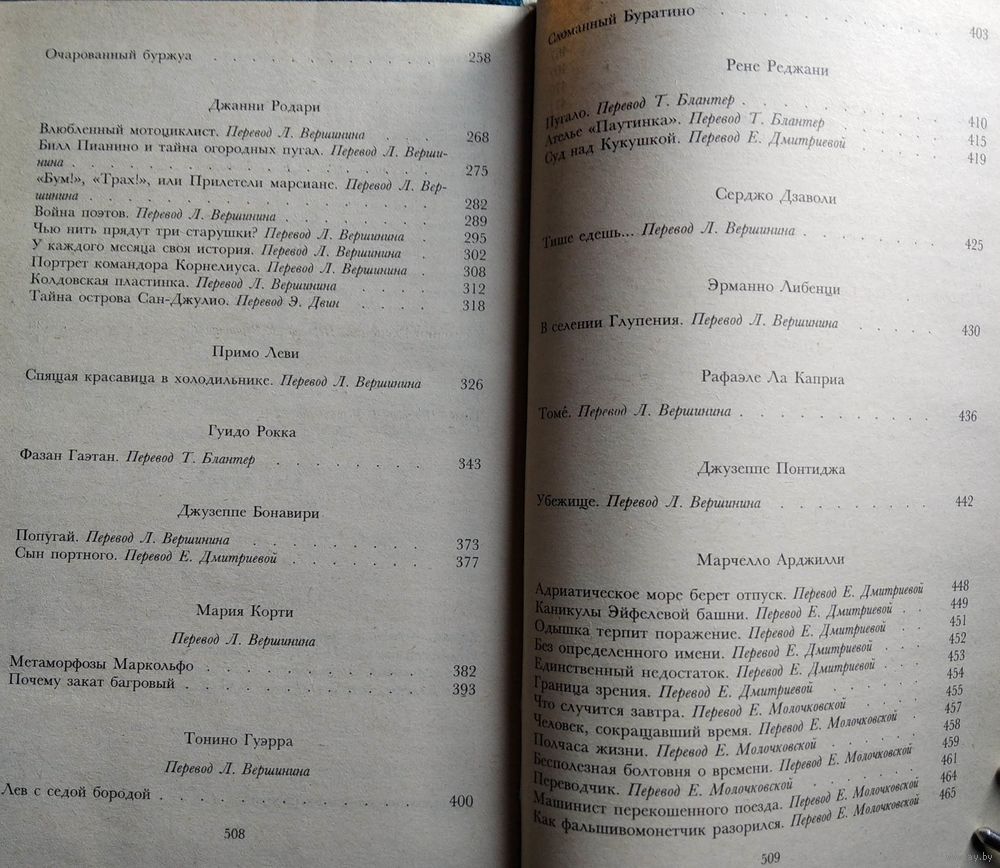 Очарованный буржуа . . . . . . . . . . . . 258
Джанни Родари
Влюбленный мотоциклист. Перевод Л. Вершинина . . . 268
Билл Пианино и тайна огородных пугал. Перевод Л. Верши-
нина . . . . . . . . . . . . . . . . . . . 275
«Бум!», «Трах!», или Прилетели марсиане. Перевод Л. Вер-
шинина . . . . . . . . . . . . . . . . . . 282
Война поэтов. Перевод Л. Вершинина . . . . . . . . 289
Чью нить прядут три старушки? Перевод Л. Вершинина . 295
У каждого месяца своя история. Перевод Л. Вершинина . 302
Портрет командора Корнелиуса. Перевод Л. Вершинина . 308
Колдовская пластинка. Перевод Л. Вершинина . . . . 312
Тайна острова Сан-Джулио. Перевод Э. Двин . . . . 318
Примо Леви
Спящая красавица в холодильнике. Перевод Л. Вершинина 326
Гуидо Рокка
Фазан Гаэтан. Перевод Т. Блантер . . . . . . . . 343
Джузеппе Бонавири
Попугай. Перевод Л. Вершинина . . . . . . . . . 373
Сын портного. Перевод Е. Дмитриевой . . . . . . . 377
Мария Корти
Перевод Л. Вершинина
Метаморфозы Маркольфо . . . . . . . . . . . . 382
Почему закат багровый . . . . . . . . . . . . . 393
Тонино Гуэрра
Перевод Л. Вершинина
Лев с седой бородой . . . . . . . . . . . . . . 400
508
Сломанный Буратино . . . . . . . . . . . . . . 403
Рене Реджани
Пугало. Перевод Т. Блантер . . . . . . . . . . . 410
Ателье «Паутинка». Перевод Т. Блантер . . . . . . 415
Суд над Кукушкой. Перевод Е. Дмитриевой . . . . . 419
Серджо Дзаволи
Тише едешь... Перевод Л. Вершинина . . . . . . . 425
Эрманно Либенци
В селении Глупения. Перевод Л. Вершинина . . . . . 430
Рафаэле Ла Каприа
Томé. Перевод Л. Вершинина . . . . . . . . . . 436
Джузеппе Понтиджа
Убежище. Перевод Л. Вершинина . . . . . . . . 442
Марчелло Арджилли
Адриатическое море берет отпуск. Перевод Е. Дмитриевой 448
Каникулы Эйфелевой башни. Перевод Е. Дмитриевой . . 449
Одышка терпит поражение. Перевод Е. Дмитриевой . . 451
Без определенного имени. Перевод Е. Дмитриевой . . . 452
Единственный недостаток. Перевод Е. Дмитриевой . . . 453
Граница зрения. Перевод Е. Дмитриевой . . . . . . 454
Что случится завтра. Перевод Е. Молочковской . . . . 455
Человек, сокращавший время. Перевод Е. Молочковской . 457
Полчаса жизни. Перевод Е. Молочковской . . . . . . 458
Бесполезная болтовня о времени. Перевод Е. Молочковской 459
Переводчик. Перевод Е. Молочковской . . . . . . . 461
Машинист перекошенного поезда. Перевод Е. Молочковской 464
Как фальшивомонетчик разорился. Перевод Е. Молочковской 465
509